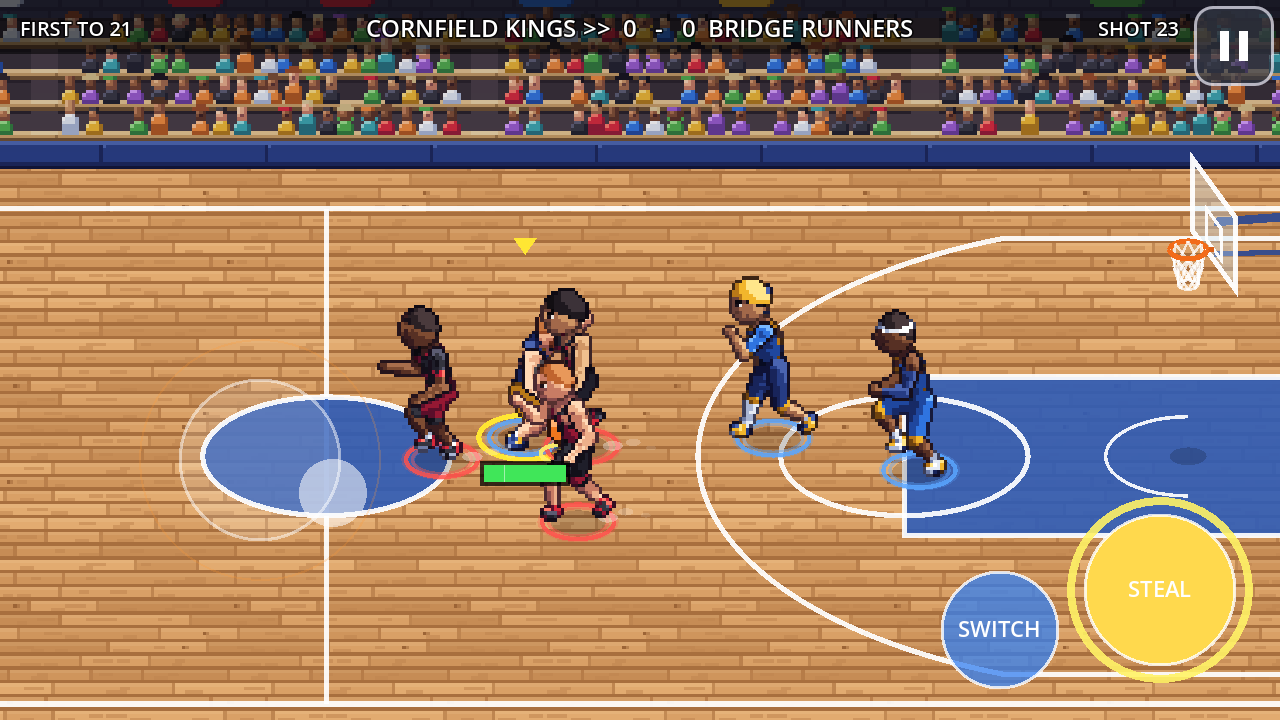 FIRST TO 21
CORNFIELD KINGS >> 0 - 0 BRIDGE RUNNERS
SHOT 23
STEAL
SWITCH